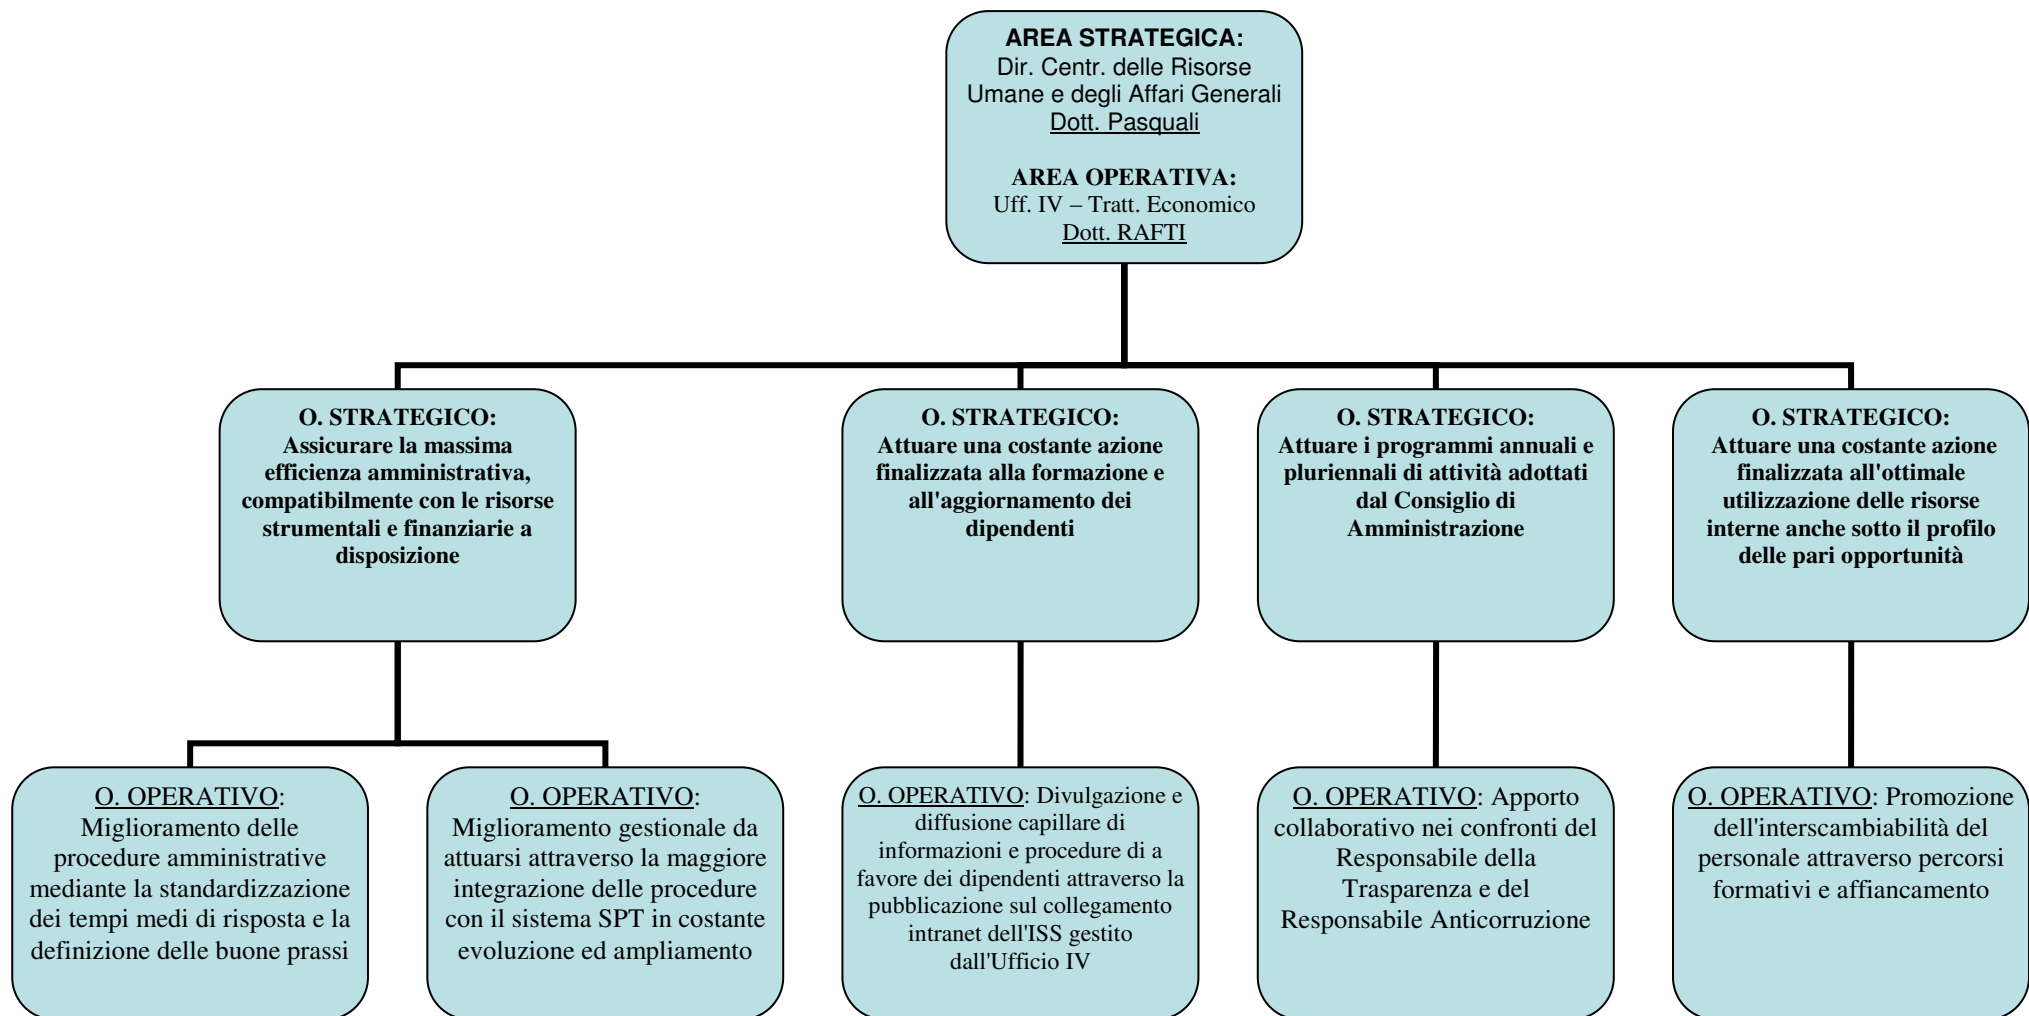 AREA STRATEGICA:
Dir. Centr. delle Risorse
Umane e degli Affari Generali
Dott. Pasquali
AREA OPERATIVA:
Uff. IV – Tratt. Economico
Dott. RAFTI
O. STRATEGICO:
Assicurare la massima
efficienza amministrativa,
compatibilmente con le risorse
strumentali e finanziarie a
disposizione
O. STRATEGICO:
Attuare una costante azione
finalizzata alla formazione e
all'aggiornamento dei
dipendenti
O. STRATEGICO:
Attuare i programmi annuali e
pluriennali di attività adottati
dal Consiglio di
Amministrazione
O. STRATEGICO:
Attuare una costante azione
finalizzata all'ottimale
utilizzazione delle risorse
interne anche sotto il profilo
delle pari opportunità
O. OPERATIVO:
Miglioramento delle
procedure amministrative
mediante la standardizzazione
dei tempi medi di risposta e la
definizione delle buone prassi
O. OPERATIVO:
Miglioramento gestionale da
attuarsi attraverso la maggiore
integrazione delle procedure
con il sistema SPT in costante
evoluzione ed ampliamento
O. OPERATIVO: Divulgazione e
diffusione capillare di
informazioni e procedure di a
favore dei dipendenti attraverso la
pubblicazione sul collegamento
intranet dell'ISS gestito
dall'Ufficio IV
O. OPERATIVO: Apporto
collaborativo nei confronti del
Responsabile della
Trasparenza e del
Responsabile Anticorruzione
O. OPERATIVO: Promozione
dell'interscambiabilità del
personale attraverso percorsi
formativi e affiancamento